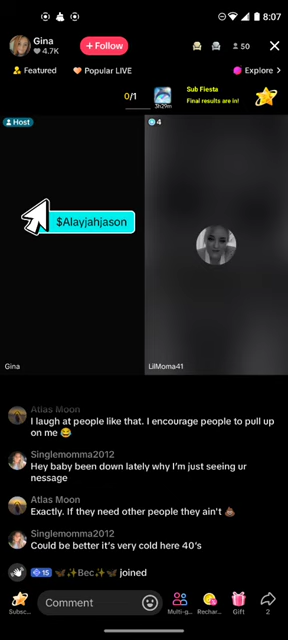 8:07
Gina
4.7K
+ Follow
50
Featured
Popular LIVE
Explore >
0/1
3h29m
Sub Fiesta
Final results are in!
Host
4
$Alayjahjason
Gina
LilMoma41
Atlas Moon
I laugh at people like that. I encourage people to pull up
on me 😂
Singlemomma2012
Hey baby been down lately why I'm just seeing ur
nessage
Atlas Moon
Exactly. If they need other people they ain't 💩
Singlemomma2012
Could be better it's very cold here 40's
15 🦋✨Bec✨🦋 joined
Subsc...
Comment
Multi-g...
Rechar...
Gift
2